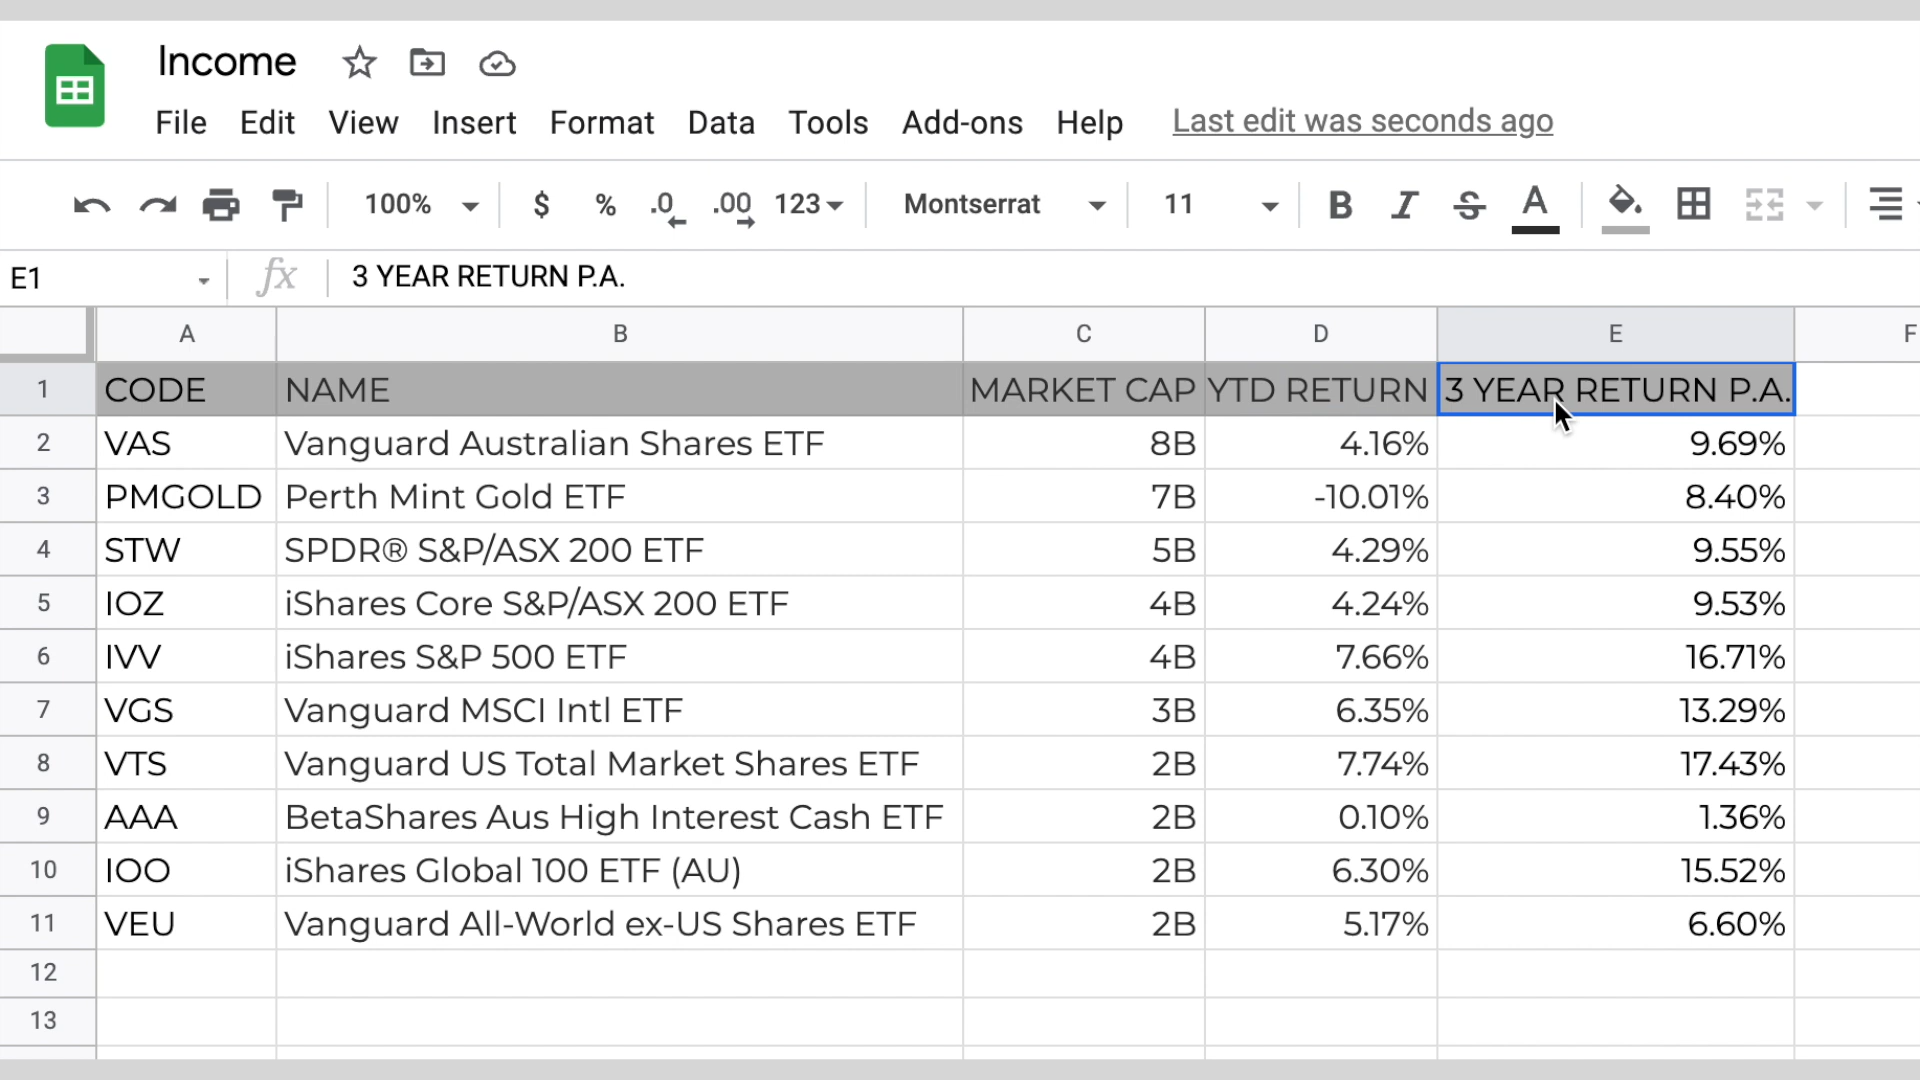 Income
File Edit View Insert Format Data Tools Add-ons Help Last edit was seconds ago
100% $ % .0 .00 123 Montserrat 11 B I S A
E1 fx 3 YEAR RETURN P.A.
A B C D E F
1 CODE NAME MARKET CAP YTD RETURN 3 YEAR RETURN P.A.
2 VAS Vanguard Australian Shares ETF 8B 4.16% 9.69%
3 PMGOLD Perth Mint Gold ETF 7B -10.01% 8.40%
4 STW SPDR® S&P/ASX 200 ETF 5B 4.29% 9.55%
5 IOZ iShares Core S&P/ASX 200 ETF 4B 4.24% 9.53%
6 IVV iShares S&P 500 ETF 4B 7.66% 16.71%
7 VGS Vanguard MSCI Intl ETF 3B 6.35% 13.29%
8 VTS Vanguard US Total Market Shares ETF 2B 7.74% 17.43%
9 AAA BetaShares Aus High Interest Cash ETF 2B 0.10% 1.36%
10 IOO iShares Global 100 ETF (AU) 2B 6.30% 15.52%
11 VEU Vanguard All-World ex-US Shares ETF 2B 5.17% 6.60%
12
13